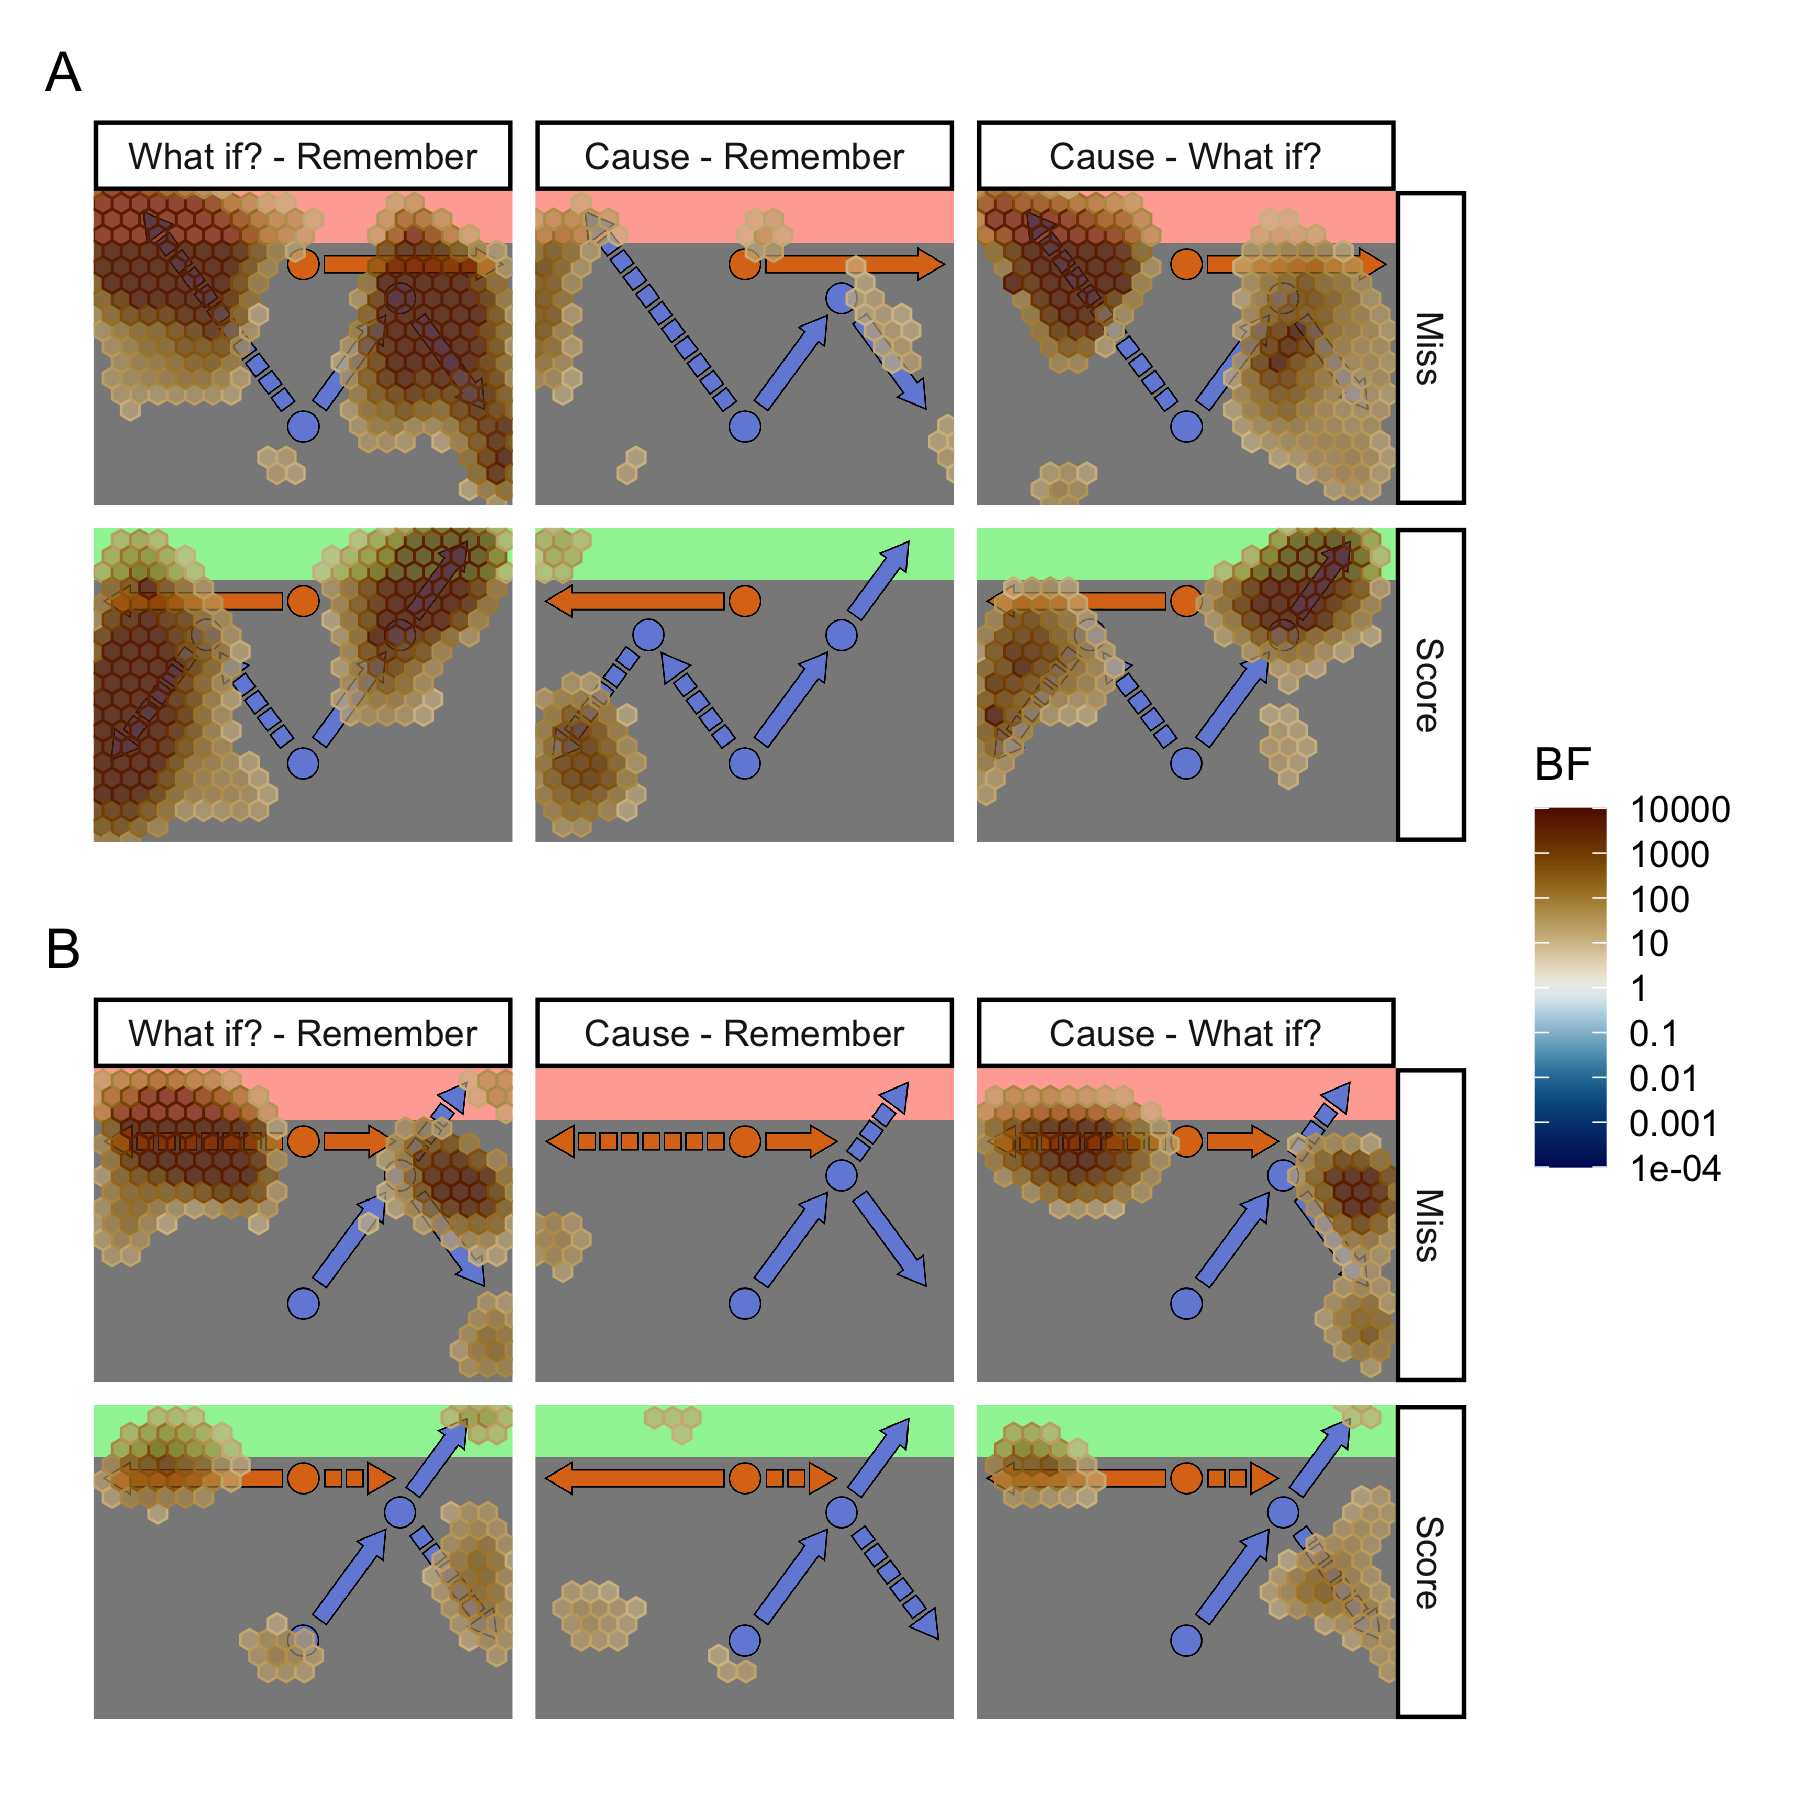 A
What if? - Remember
Cause - Remember
Cause - What if?
Miss
Score
BF
10000
1000
100
10
1
0.1
0.01
0.001
1e-04
B
What if? - Remember
Cause - Remember
Cause - What if?
Miss
Score